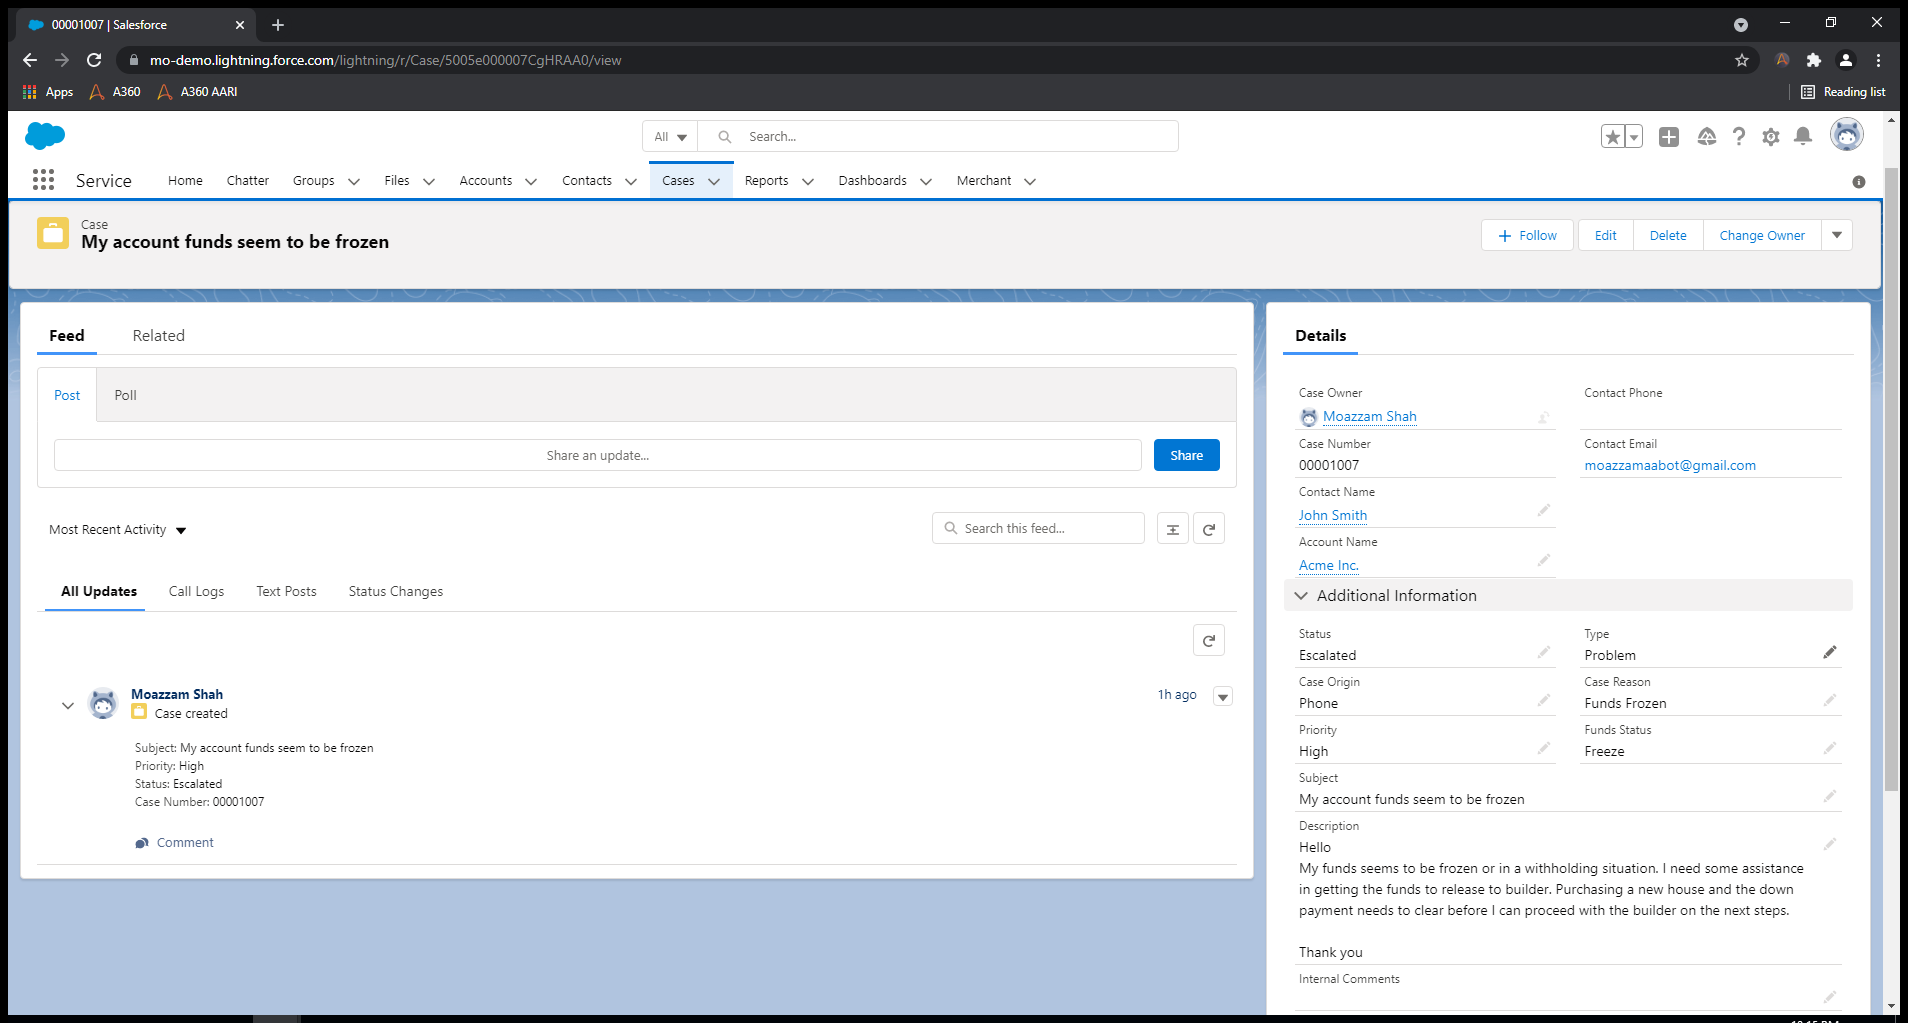 00001007 | Salesforce
mo-demo.lightning.force.com/lightning/r/Case/5005e000007CgHRAA0/view
Apps A360 A360 AARI Reading list
All Search...
Service Home Chatter Groups Files Accounts Contacts Cases Reports Dashboards Merchant
Case
My account funds seem to be frozen
Follow Edit Delete Change Owner
Feed Related
Post Poll
Share an update... Share
Most Recent Activity Search this feed...
All Updates Call Logs Text Posts Status Changes
Moazzam Shah 1h ago
Case created
Subject: My account funds seem to be frozen
Priority: High
Status: Escalated
Case Number: 00001007
Comment
Details
Case Owner Contact Phone
Moazzam Shah
Case Number Contact Email
00001007 moazzamaabot@gmail.com
Contact Name
John Smith
Account Name
Acme Inc.
Additional Information
Status Type
Escalated Problem
Case Origin Case Reason
Phone Funds Frozen
Priority Funds Status
High Freeze
Subject
My account funds seem to be frozen
Description
Hello
My funds seems to be frozen or in a withholding situation. I need some assistance
in getting the funds to release to builder. Purchasing a new house and the down
payment needs to clear before I can proceed with the builder on the next steps.
Thank you
Internal Comments